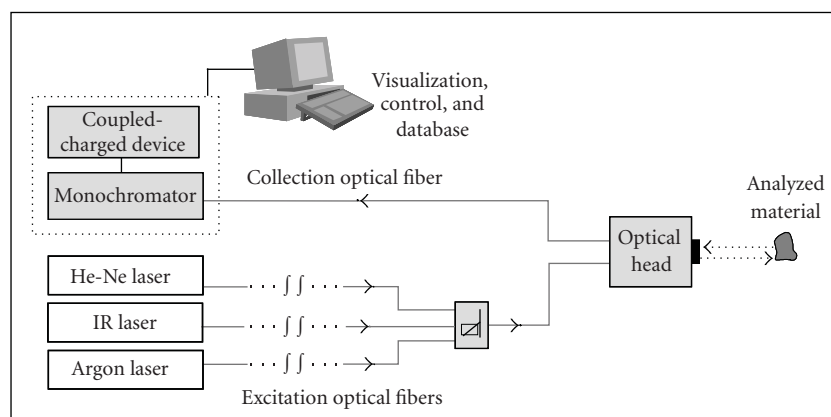 Visualization,
control, and
database
Coupled-
charged device
Monochromator
Collection optical fiber
Analyzed
material
Optical
head
He-Ne laser
IR laser
Argon laser
Excitation optical fibers